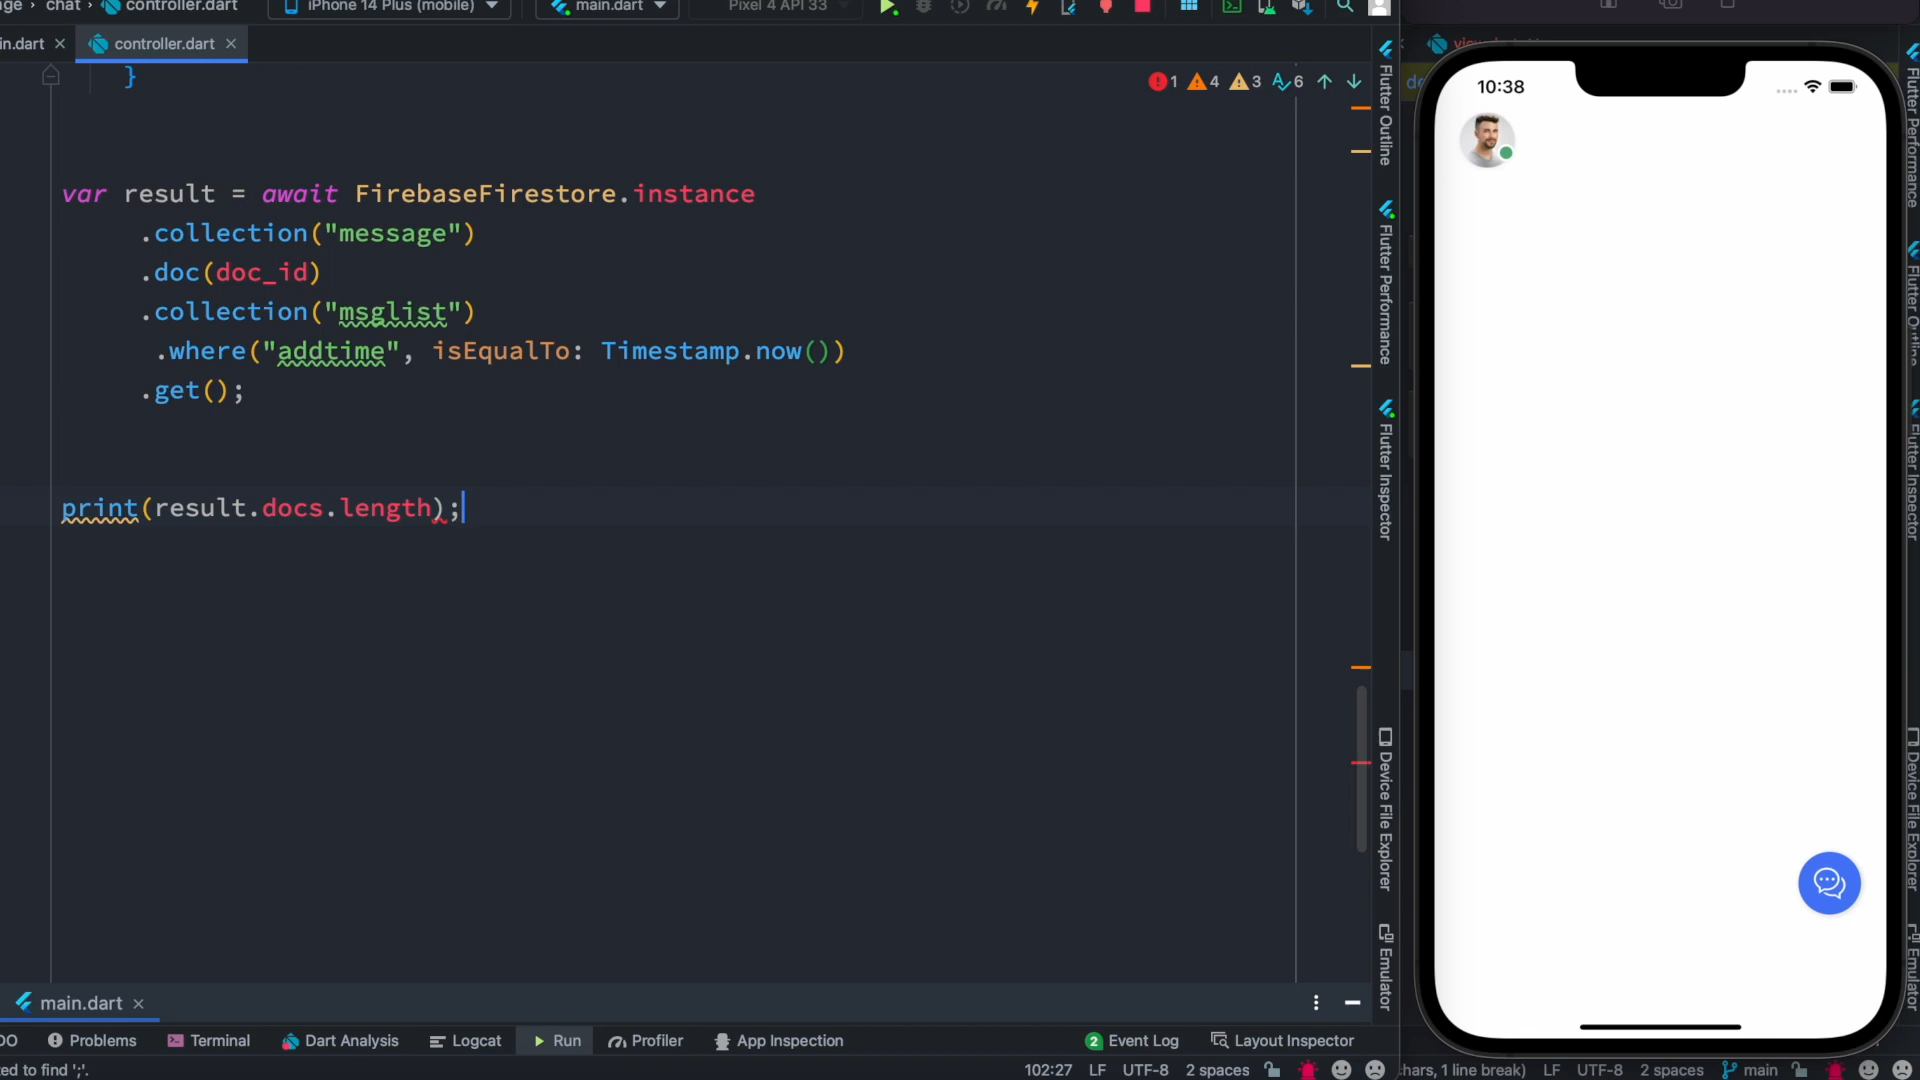 chat › controller.dart
iPhone 14 Plus (mobile)
main.dart
Pixel 4 API 33
in.dart
controller.dart
}
1 4 3 6
var result = await FirebaseFirestore.instance
.collection("message")
.doc(doc_id)
.collection("msglist")
.where("addtime", isEqualTo: Timestamp.now())
.get();
print(result.docs.length);
Flutter Outline
Flutter Performance
Flutter Inspector
Device File Explorer
Emulator
10:38
Flutter Performance
Flutter Outline
Flutter Inspector
Device File Explorer
Emulator
main.dart
DO
Problems
Terminal
Dart Analysis
Logcat
Run
Profiler
App Inspection
2 Event Log
Layout Inspector
ted to find ';'.
102:27
LF
UTF-8
2 spaces
chars, 1 line break)
LF
UTF-8
2 spaces
main